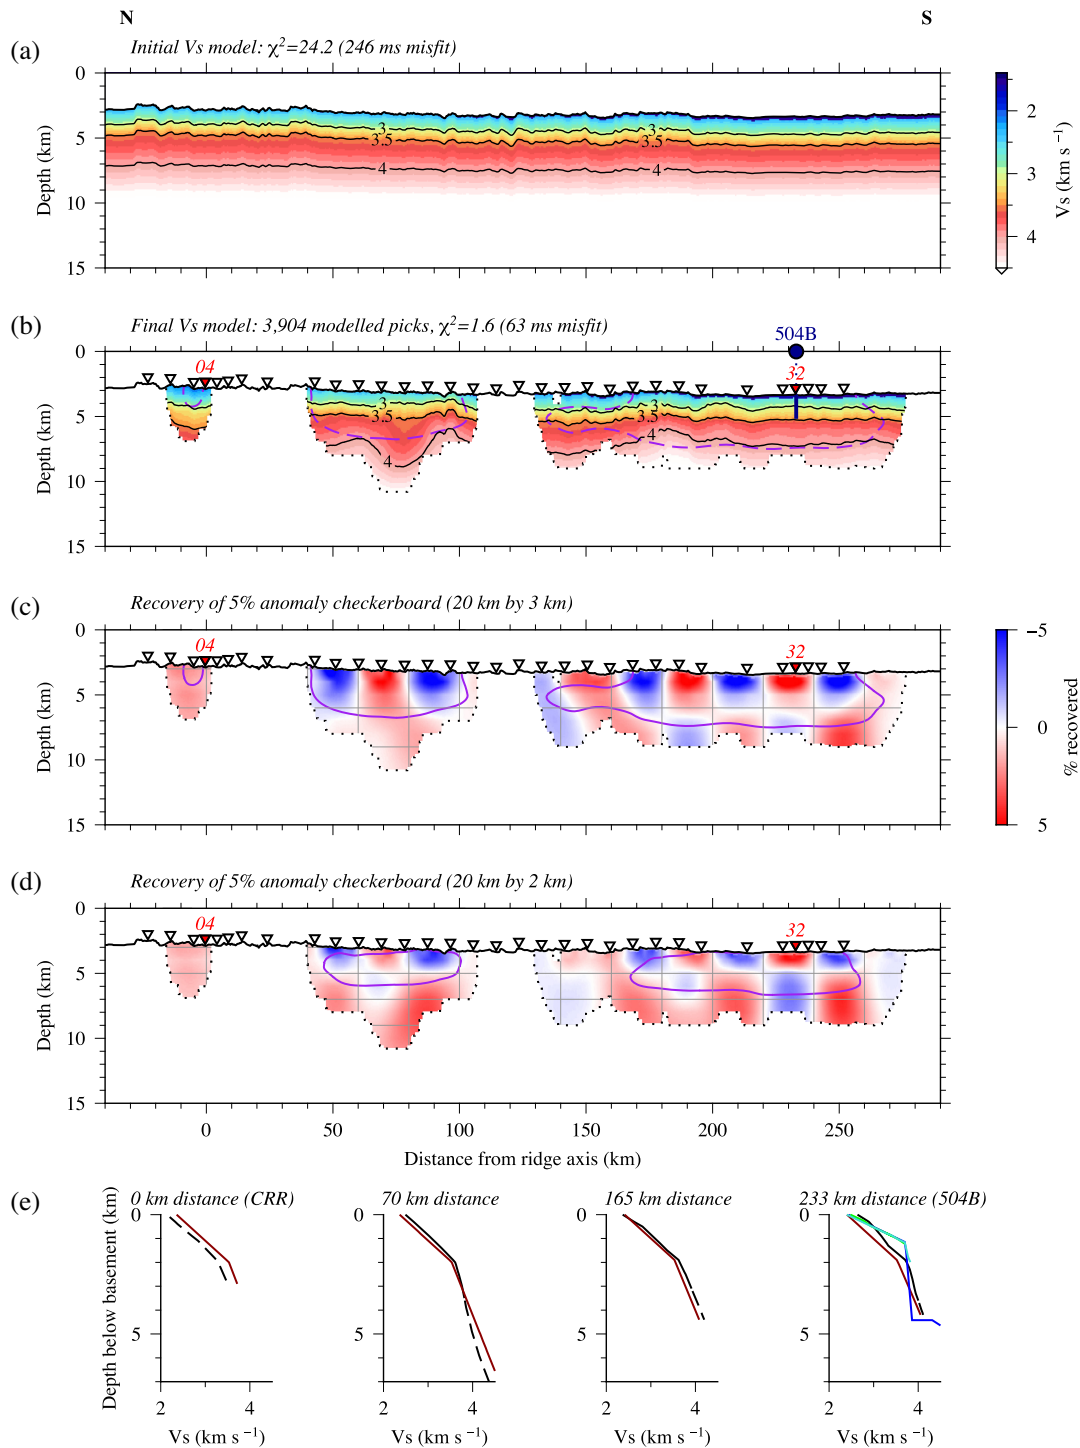 N S
(a) Initial Vs model: χ²=24.2 (246 ms misfit)
0
5
10
15
Depth (km)
3 3
3.5 3.5
4 4
2
3
4
Vs (km s⁻¹)
(b) Final Vs model: 3,904 modelled picks, χ²=1.6 (63 ms misfit)
504B
04 32
0
5
10
15
Depth (km)
3 3
3.5 3.5
4 4
(c) Recovery of 5% anomaly checkerboard (20 km by 3 km)
04 32
0
5
10
15
Depth (km)
−5
0
5
% recovered
(d) Recovery of 5% anomaly checkerboard (20 km by 2 km)
04 32
0
5
10
15
Depth (km)
0 50 100 150 200 250
Distance from ridge axis (km)
(e) 0 km distance (CRR) 70 km distance 165 km distance 233 km distance (504B)
Depth below basement (km)
0 0 0 0
5 5 5 5
2 4 2 4 2 4 2 4
Vs (km s⁻¹) Vs (km s⁻¹) Vs (km s⁻¹) Vs (km s⁻¹)